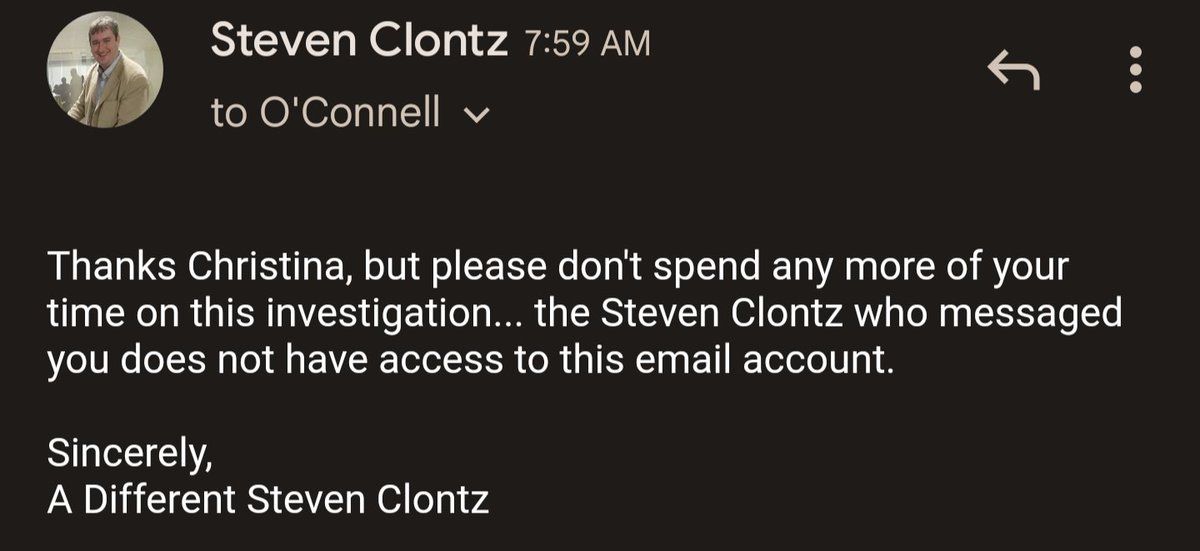 Steven Clontz 7:59 AM
to O'Connell
Thanks Christina, but please don't spend any more of your
time on this investigation... the Steven Clontz who messaged
you does not have access to this email account.
Sincerely,
A Different Steven Clontz